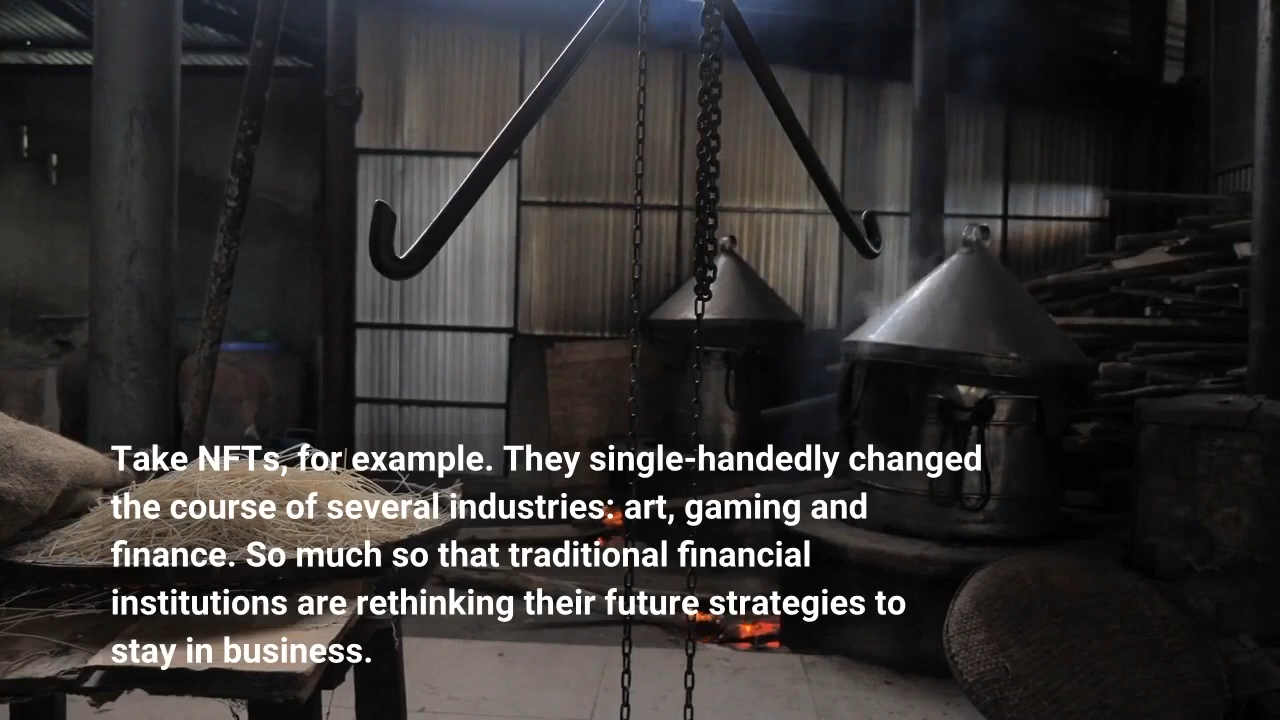 Take NFTs, for example. They single-handedly changed
the course of several industries: art, gaming and
finance. So much so that traditional financial
institutions are rethinking their future strategies to
stay in business.